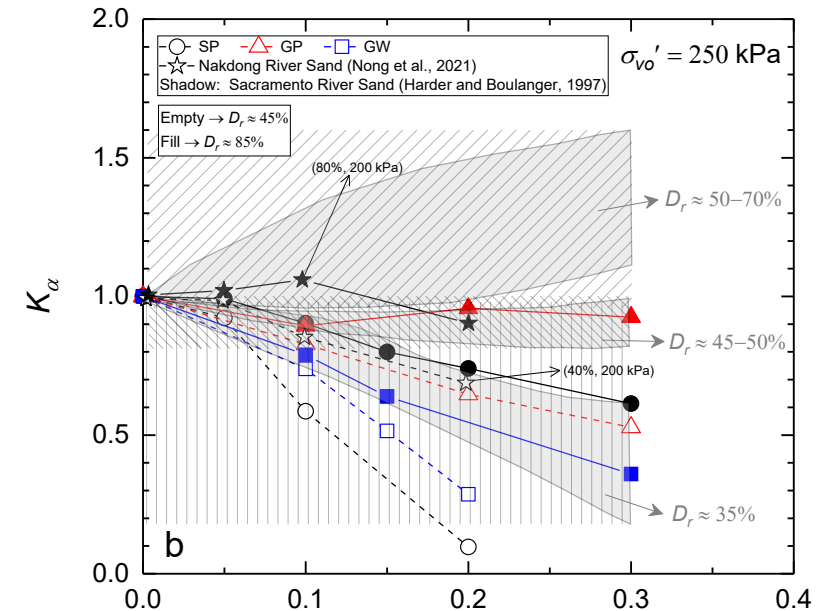 2.0
1.5
1.0
0.5
0.0
Kα
SP GP GW
Nakdong River Sand (Nong et al., 2021)
Shadow: Sacramento River Sand (Harder and Boulanger, 1997)
σvo′ = 250 kPa
Empty → Dr ≈ 45%
Fill → Dr ≈ 85%
(80%, 200 kPa)
Dr ≈ 50–70%
Dr ≈ 45–50%
(40%, 200 kPa)
Dr ≈ 35%
b
0.0 0.1 0.2 0.3 0.4